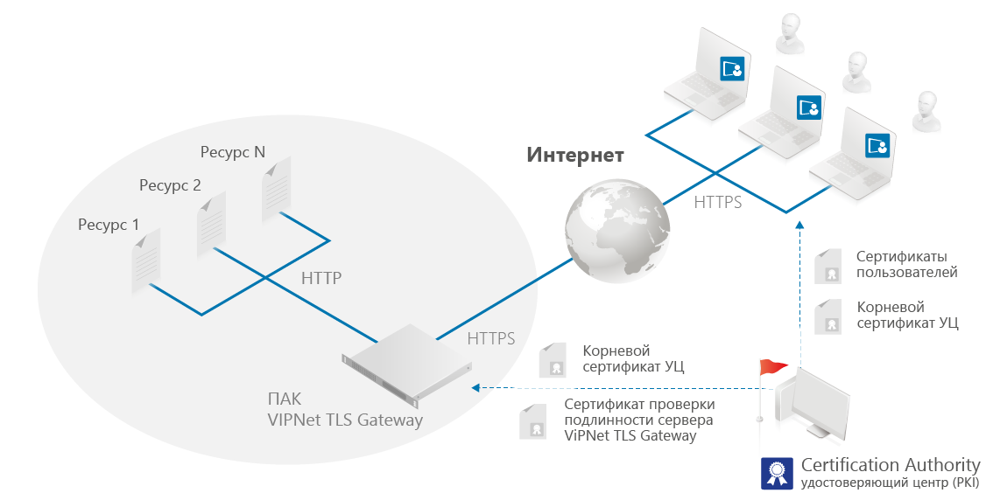 Ресурс N
Ресурс 2
Ресурс 1
HTTP
ПАК
VIPNet TLS Gateway
HTTPS
Интернет
HTTPS
Сертификаты
пользователей
Корневой
сертификат УЦ
Корневой
сертификат УЦ
Сертификат проверки
подлинности сервера
ViPNet TLS Gateway
Certification Authority
удостоверяющий центр (PKI)